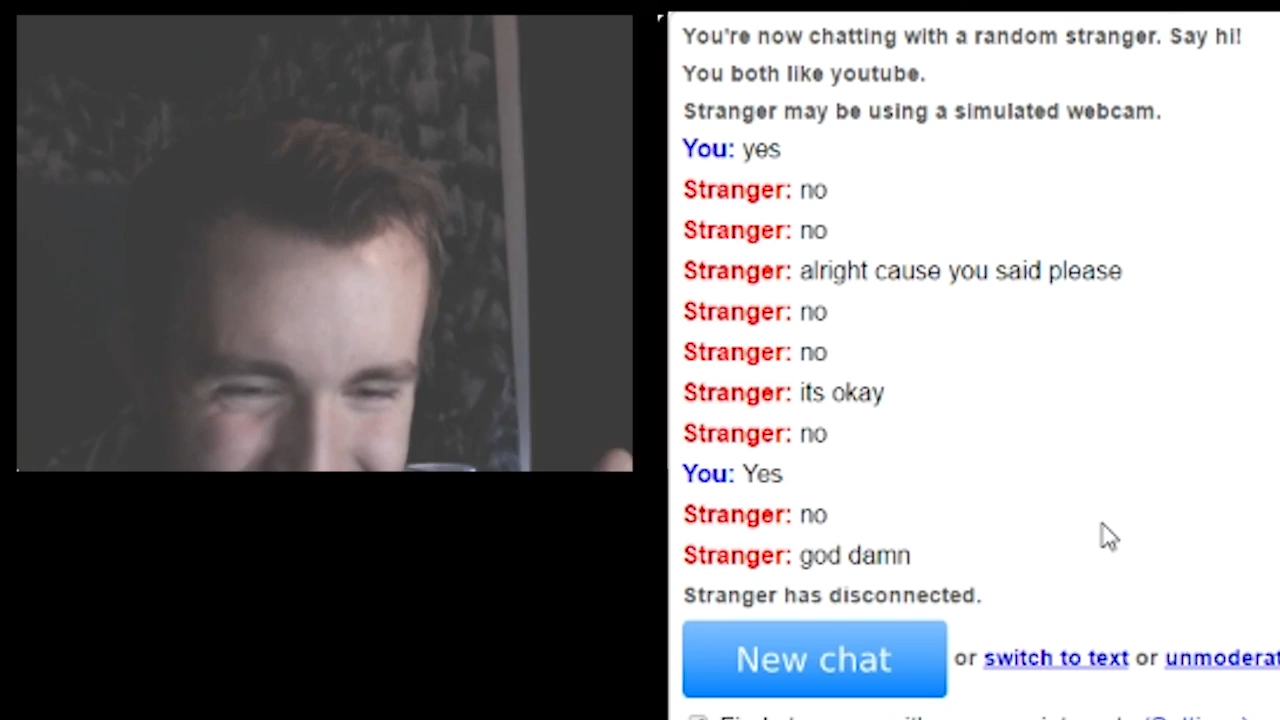 You're now chatting with a random stranger. Say hi!
You both like youtube.
Stranger may be using a simulated webcam.
You: yes
Stranger: no
Stranger: no
Stranger: alright cause you said please
Stranger: no
Stranger: no
Stranger: its okay
Stranger: no
You: Yes
Stranger: no
Stranger: god damn
Stranger has disconnected.
New chat or switch to text or unmoderat